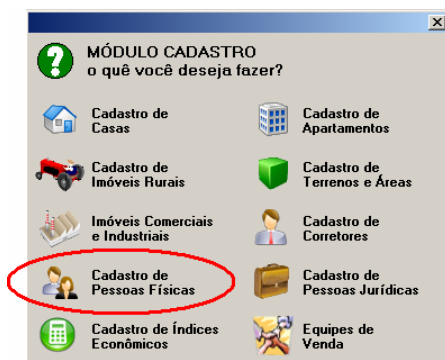 MÓDULO CADASTRO
o quê você deseja fazer?
Cadastro de
Casas
Cadastro de
Apartamentos
Cadastro de
Imóveis Rurais
Cadastro de
Terrenos e Áreas
Imóveis Comerciais
e Industriais
Cadastro de
Corretores
Cadastro de
Pessoas Físicas
Cadastro de
Pessoas Jurídicas
Cadastro de Índices
Econômicos
Equipes de
Venda